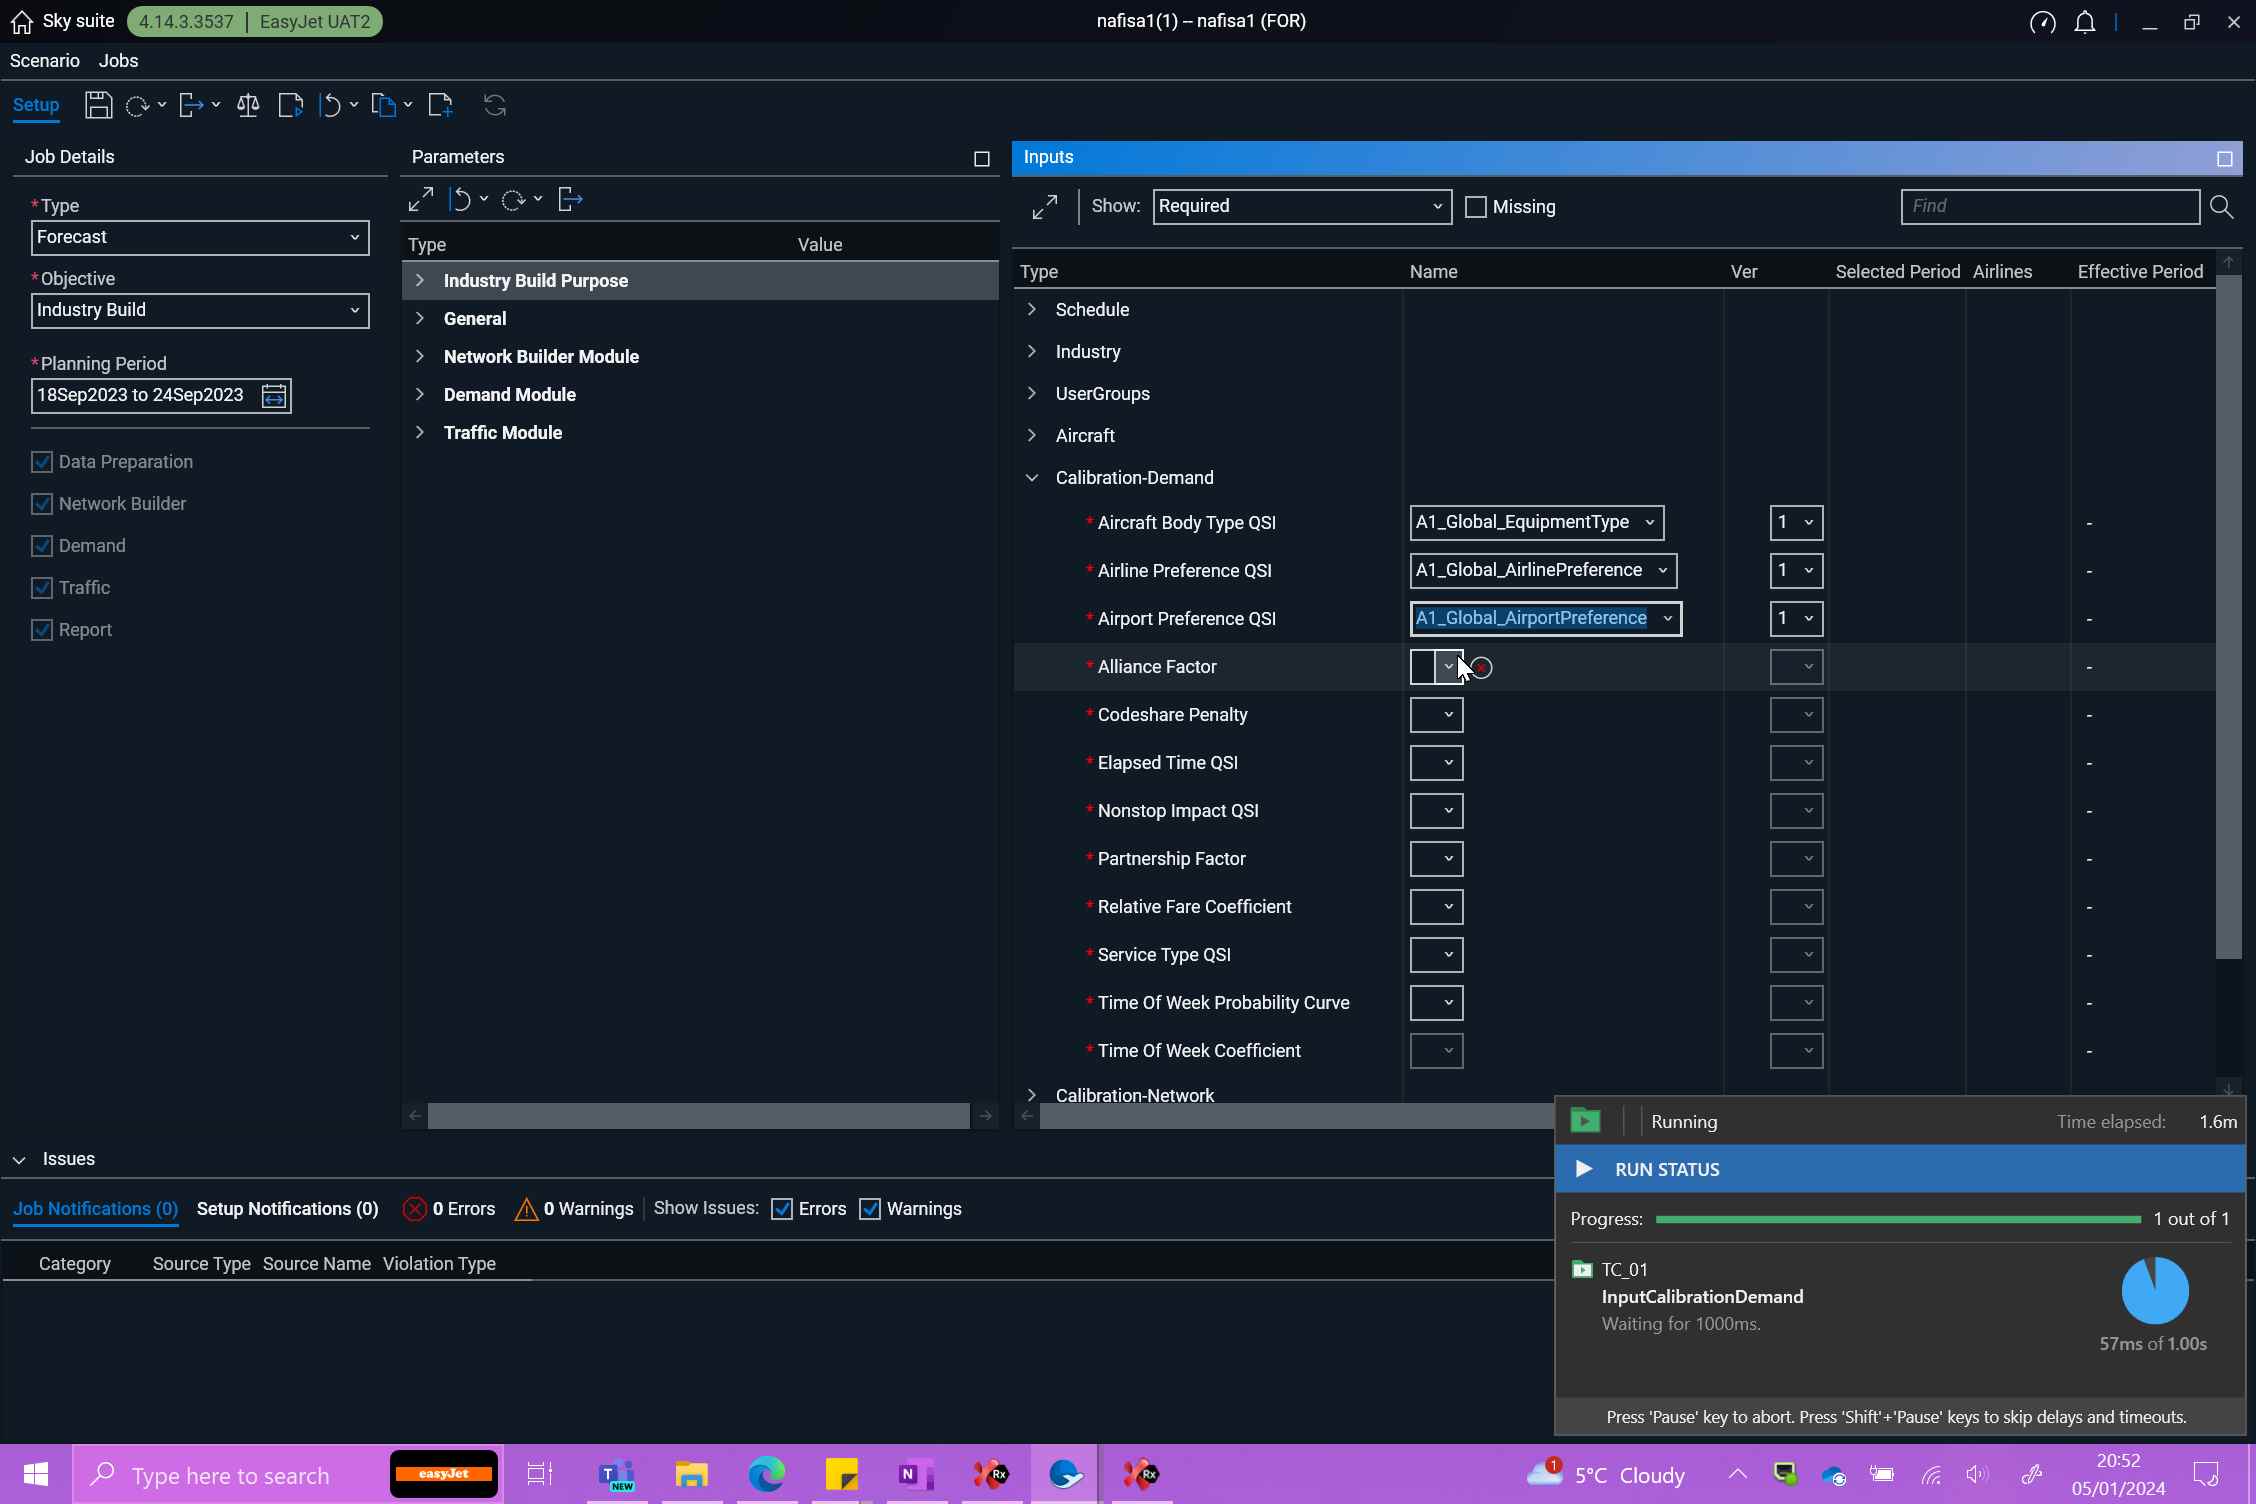 Sky suite 4.14.3.3537 | EasyJet UAT2 nafisa1(1) – nafisa1 (FOR)
Scenario Jobs
Setup
Job Details
*Type
Forecast
*Objective
Industry Build
*Planning Period
18Sep2023 to 24Sep2023
Data Preparation
Network Builder
Demand
Traffic
Report
Parameters
Type Value
Industry Build Purpose
General
Network Builder Module
Demand Module
Traffic Module
Inputs
Show: Required Missing Find
Type Name Ver Selected Period Airlines Effective Period
Schedule
Industry
UserGroups
Aircraft
Calibration-Demand
* Aircraft Body Type QSI A1_Global_EquipmentType 1 -
* Airline Preference QSI A1_Global_AirlinePreference 1 -
* Airport Preference QSI A1_Global_AirportPreference 1 -
* Alliance Factor -
* Codeshare Penalty -
* Elapsed Time QSI -
* Nonstop Impact QSI -
* Partnership Factor -
* Relative Fare Coefficient -
* Service Type QSI -
* Time Of Week Probability Curve -
* Time Of Week Coefficient -
Calibration-Network
Issues
Job Notifications (0) Setup Notifications (0) 0 Errors 0 Warnings Show Issues: Errors Warnings
Category Source Type Source Name Violation Type
Running Time elapsed: 1.6m
RUN STATUS
Progress: 1 out of 1
TC_01
InputCalibrationDemand
Waiting for 1000ms.
57ms of 1.00s
Press 'Pause' key to abort. Press 'Shift'+'Pause' keys to skip delays and timeouts.
Type here to search easyJet T NEW N Rx Rx 1 5°C Cloudy 20:52
05/01/2024